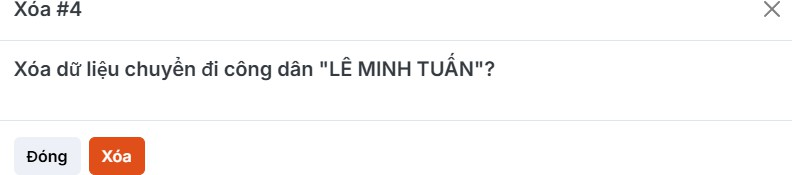 Xóa #4
Xóa dữ liệu chuyển đi công dân "LÊ MINH TUẤN"?
Đóng
Xóa